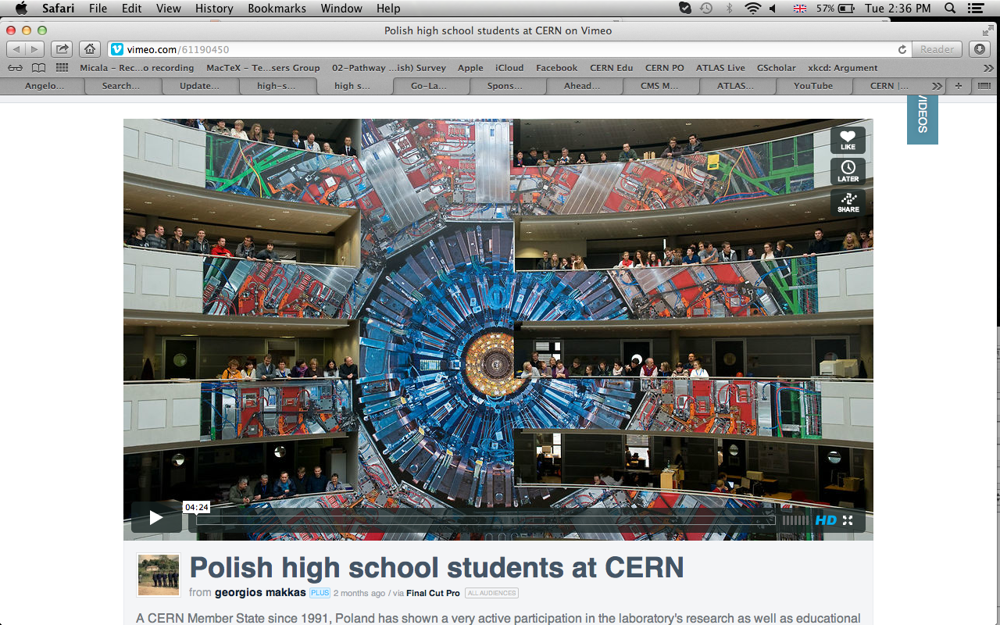 Safari File Edit View History Bookmarks Window Help 57% Tue 2:36 PM
Polish high school students at CERN on Vimeo
vimeo.com/61190450 Reader
Micala – Rec...o recording MacTeX – Te...sers Group 02-Pathway ...ish) Survey Apple iCloud Facebook CERN Edu CERN PO ATLAS Live GScholar xkcd: Argument
Angelo... Search... Update... high-s... high s... Go-La... Spons... Ahead... CMS M... ATLAS... YouTube CERN |...
VIDEOS
LIKE
LATER
SHARE
04:24
HD
Polish high school students at CERN
from georgios makkas PLUS 2 months ago / via Final Cut Pro ALL AUDIENCES
A CERN Member State since 1991, Poland has shown a very active participation in the laboratory's research as well as educational